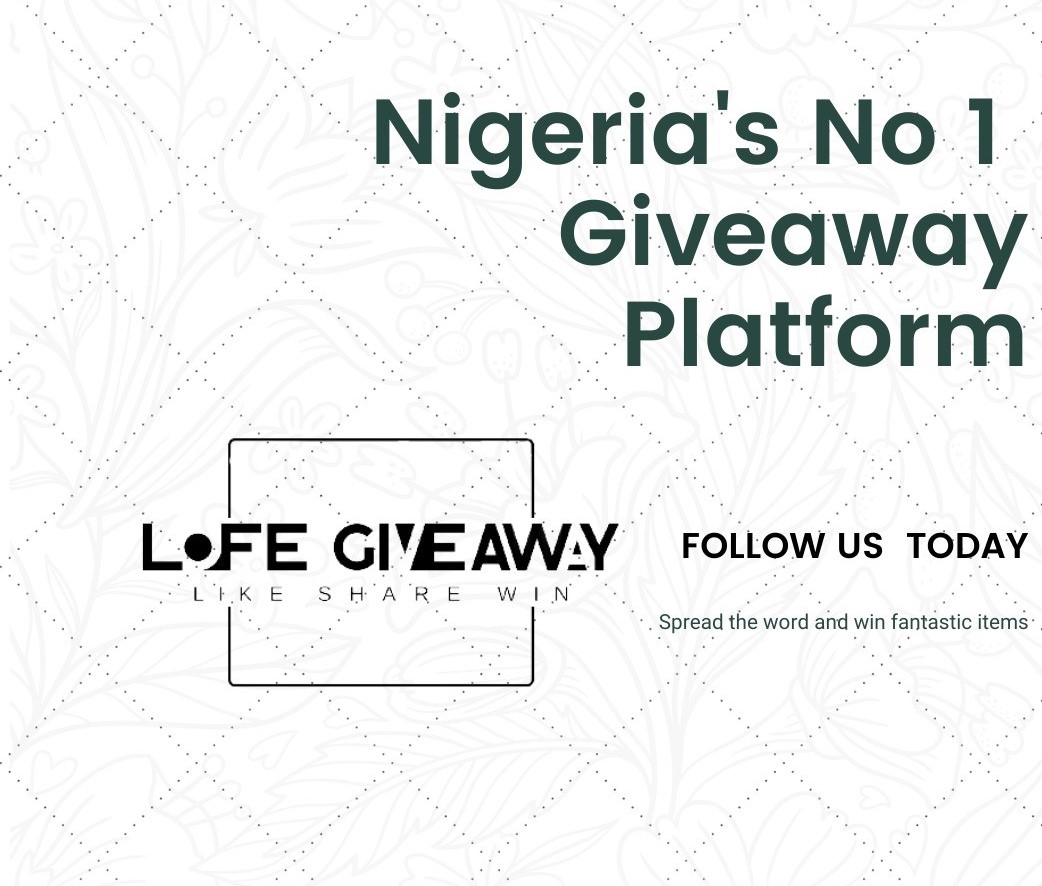 Nigeria's No 1
Giveaway
Platform
LOFE GIVEAWAY
LIKE SHARE WIN
FOLLOW US TODAY
Spread the word and win fantastic items